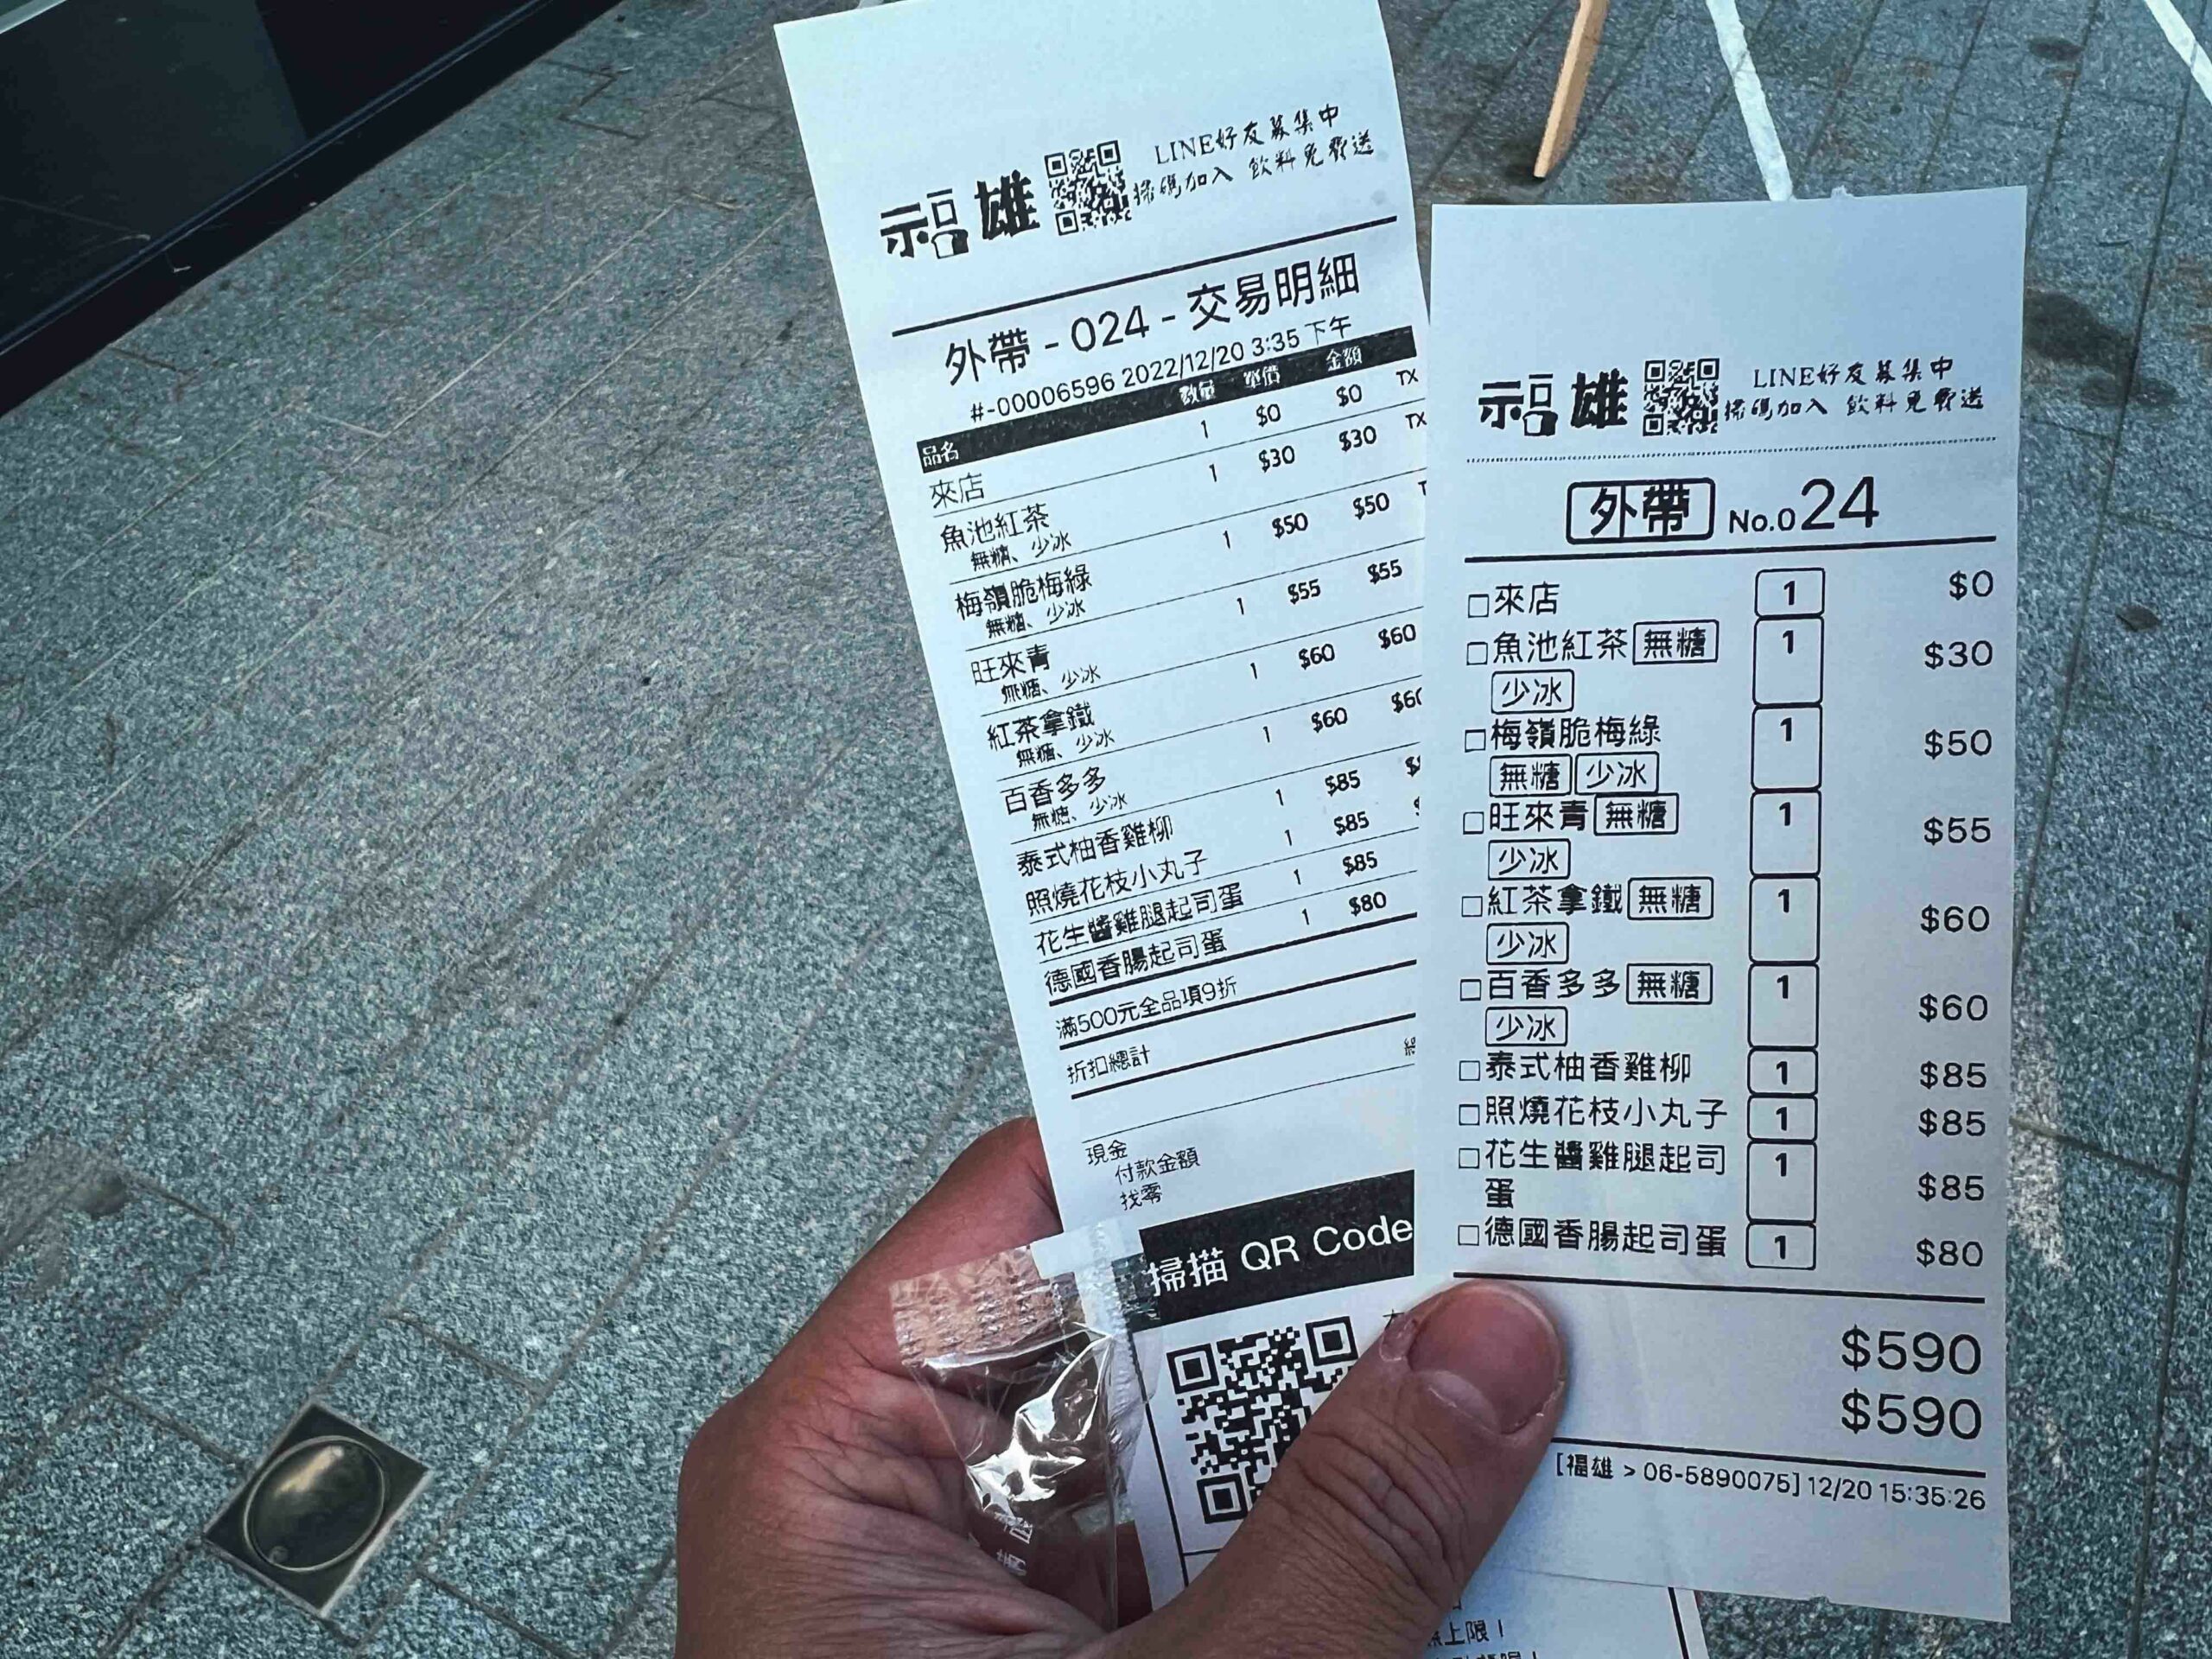 福雄
LINE好友募集中
掃碼加入 飲料免費送
外帶 - 024 - 交易明細
#-00006596 2022/12/20 3:35 下午
品名 數量 單價 金額
來店 1 $0 $0 TX
魚池紅茶 1 $30 $30 TX
無糖、少冰
梅嶺脆梅綠 1 $50 $50
無糖、少冰
旺來青 1 $55 $55
無糖、少冰
紅茶拿鐵 1 $60 $60
無糖、少冰
百香多多 1 $60
無糖、少冰
泰式柚香雞柳 1 $85
照燒花枝小丸子 1 $85
花生醬雞腿起司蛋 1 $85
德國香腸起司蛋 1 $80
滿500元全品項9折
折扣總計
現金
付款金額
找零
掃描 QR Code
上限！
福雄
LINE好友募集中
掃碼加入 飲料免費送
外帶 No.024
□來店 1 $0
□魚池紅茶 無糖 1 $30
少冰
□梅嶺脆梅綠 1 $50
無糖 少冰
□旺來青 無糖 1 $55
少冰
□紅茶拿鐵 無糖 1 $60
少冰
□百香多多 無糖 1 $60
少冰
□泰式柚香雞柳 1 $85
□照燒花枝小丸子 1 $85
□花生醬雞腿起司 1 $85
蛋
□德國香腸起司蛋 1 $80
$590
$590
[福雄 > 06-5890075] 12/20 15:35:26